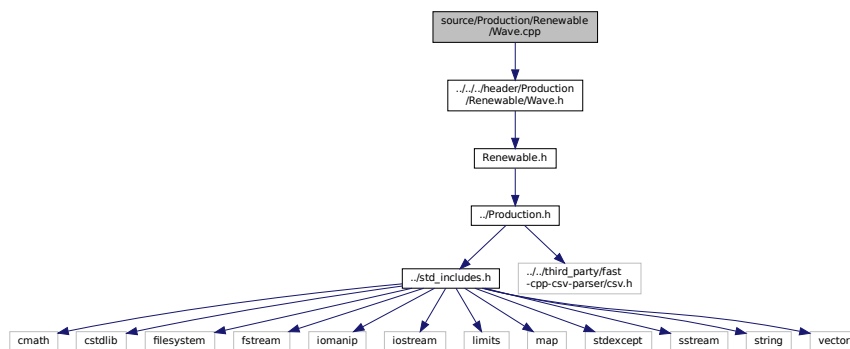 source/Production/Renewable
/Wave.cpp
../../../header/Production
/Renewable/Wave.h
Renewable.h
../Production.h
../std_includes.h
../../third_party/fast
-cpp-csv-parser/csv.h
cmath
cstdlib
filesystem
fstream
iomanip
iostream
limits
map
stdexcept
sstream
string
vector